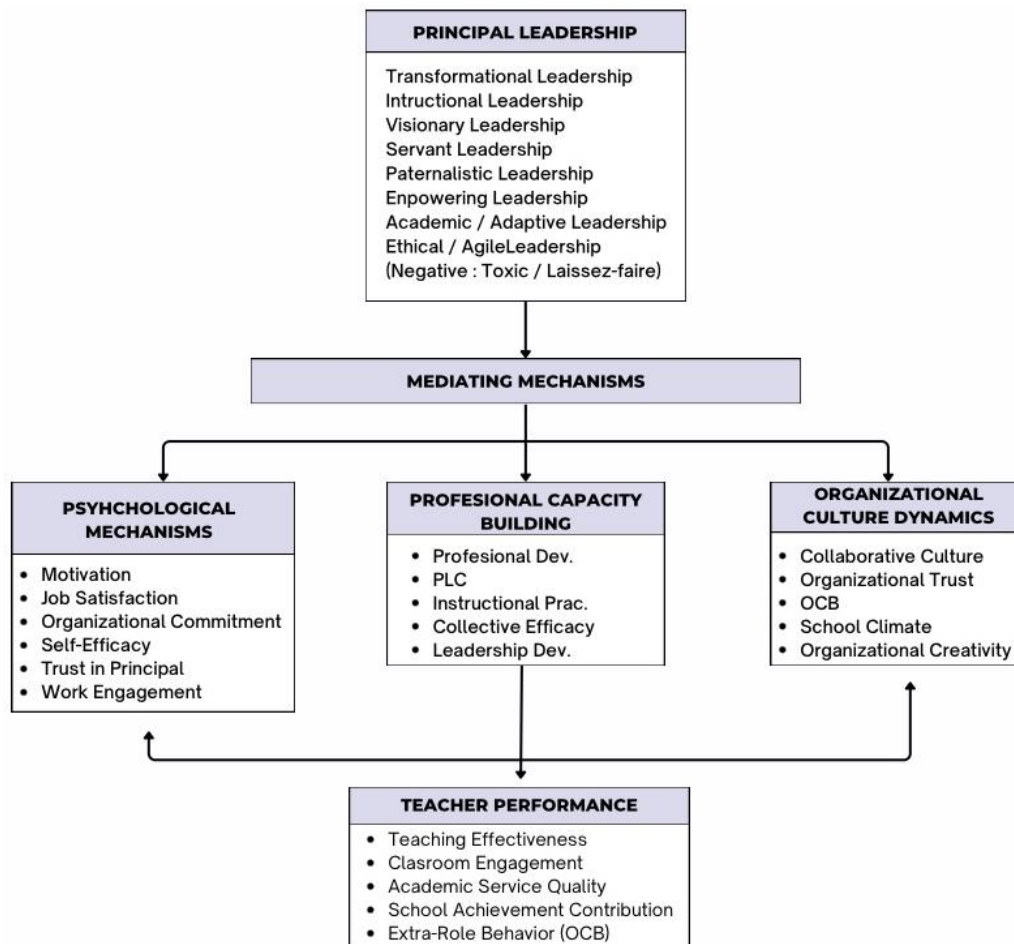 PRINCIPAL LEADERSHIP
Transformational Leadership
Intructional Leadership
Visionary Leadership
Servant Leadership
Paternalistic Leadership
Enpowering Leadership
Academic / Adaptive Leadership
Ethical / AgileLeadership
(Negative : Toxic / Laissez-faire)
MEDIATING MECHANISMS
PSYHCHOLOGICAL
MECHANISMS
• Motivation
• Job Satisfaction
• Organizational Commitment
• Self-Efficacy
• Trust in Principal
• Work Engagement
PROFESIONAL CAPACITY
BUILDING
• Profesional Dev.
• PLC
• Instructional Prac.
• Collective Efficacy
• Leadership Dev.
ORGANIZATIONAL
CULTURE DYNAMICS
• Collaborative Culture
• Organizational Trust
• OCB
• School Climate
• Organizational Creativity
TEACHER PERFORMANCE
• Teaching Effectiveness
• Clasroom Engagement
• Academic Service Quality
• School Achievement Contribution
• Extra-Role Behavior (OCB)